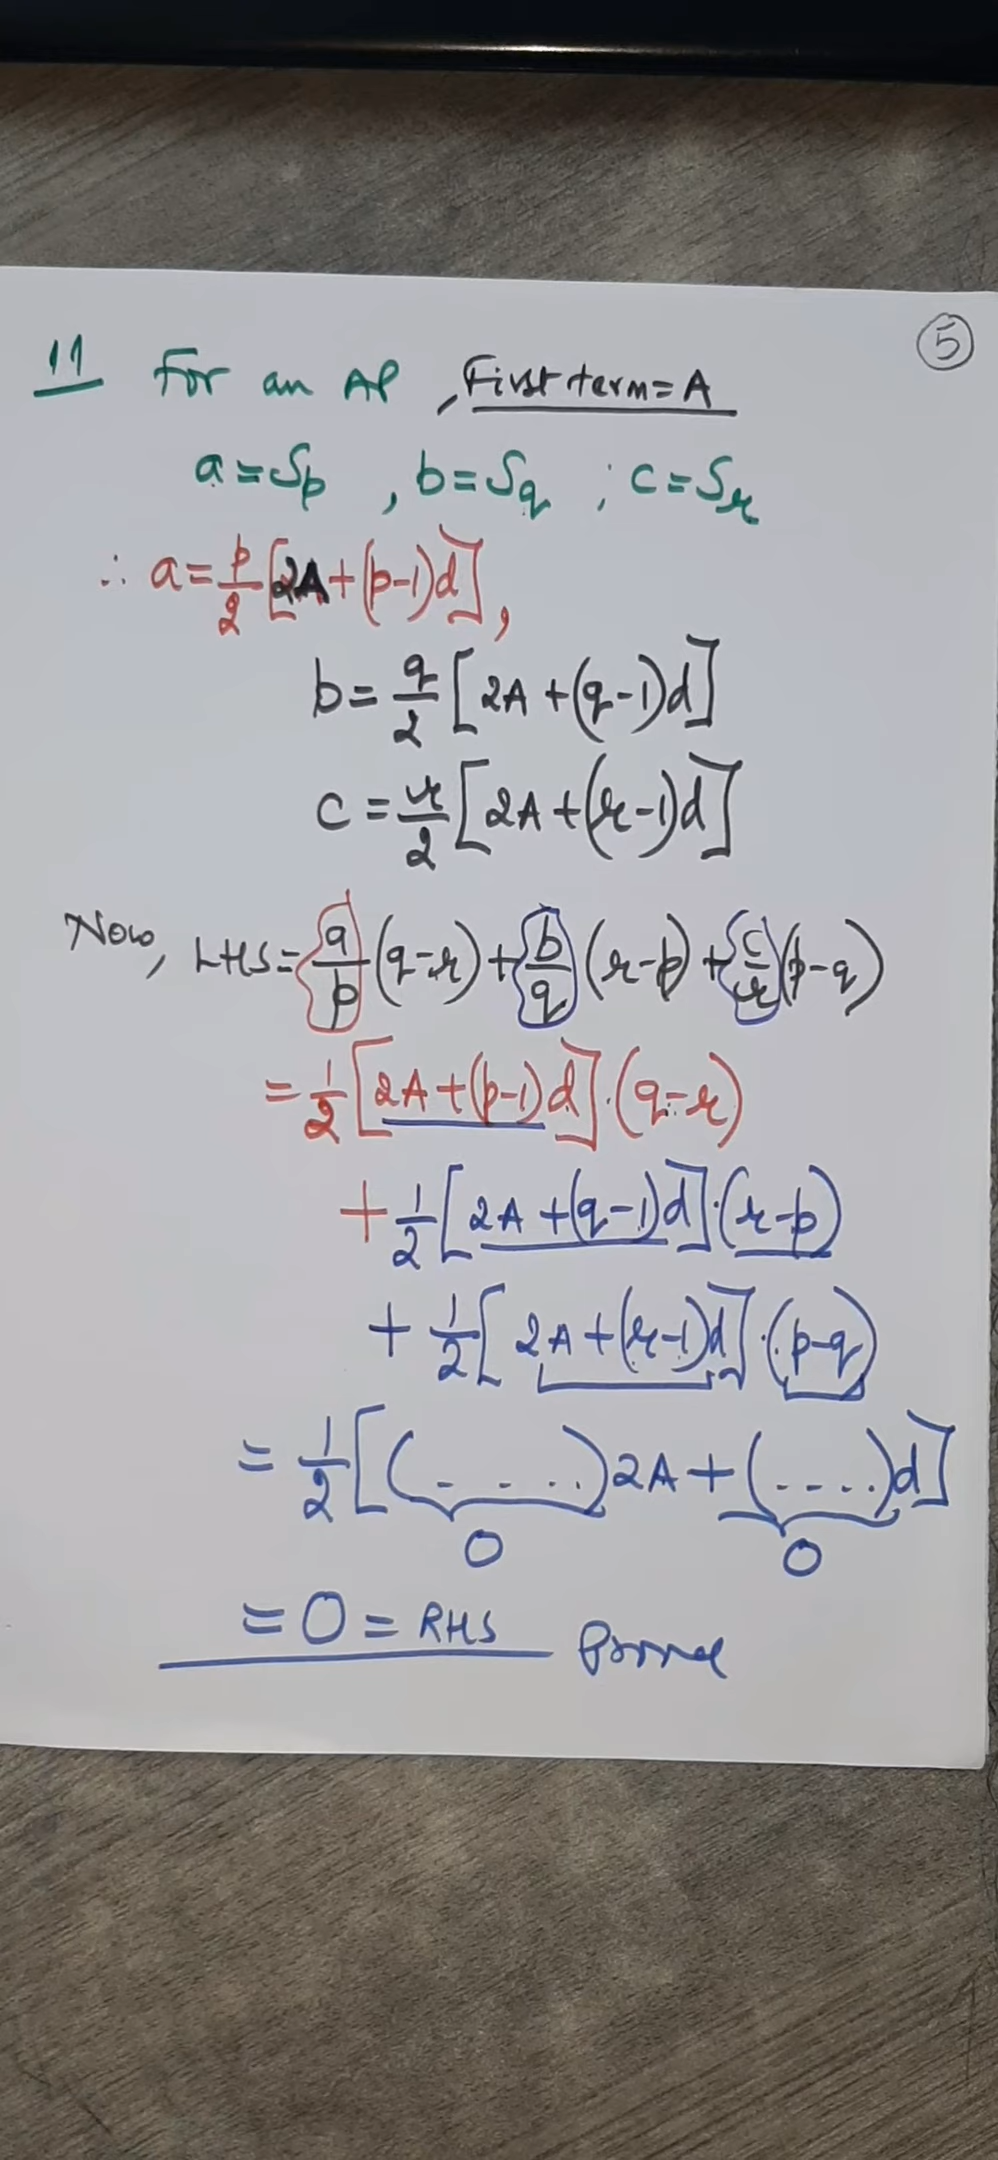 5
11 For an AP, First term = A
a = Sp , b = Sq ; c = Sr
∴ a = p/2 [2A + (p-1)d],
b = q/2 [2A + (q-1)d]
c = r/2 [2A + (r-1)d]
Now, LHS = a/p (q-r) + b/q (r-p) + c/r (p-q)
= 1/2 [2A + (p-1)d].(q-r)
+ 1/2 [2A + (q-1)d].(r-p)
+ 1/2 [2A + (r-1)d].(p-q)
= 1/2 [(- - - ..)2A + (- - - ..)d]
0 0
= 0 = RHS Proved